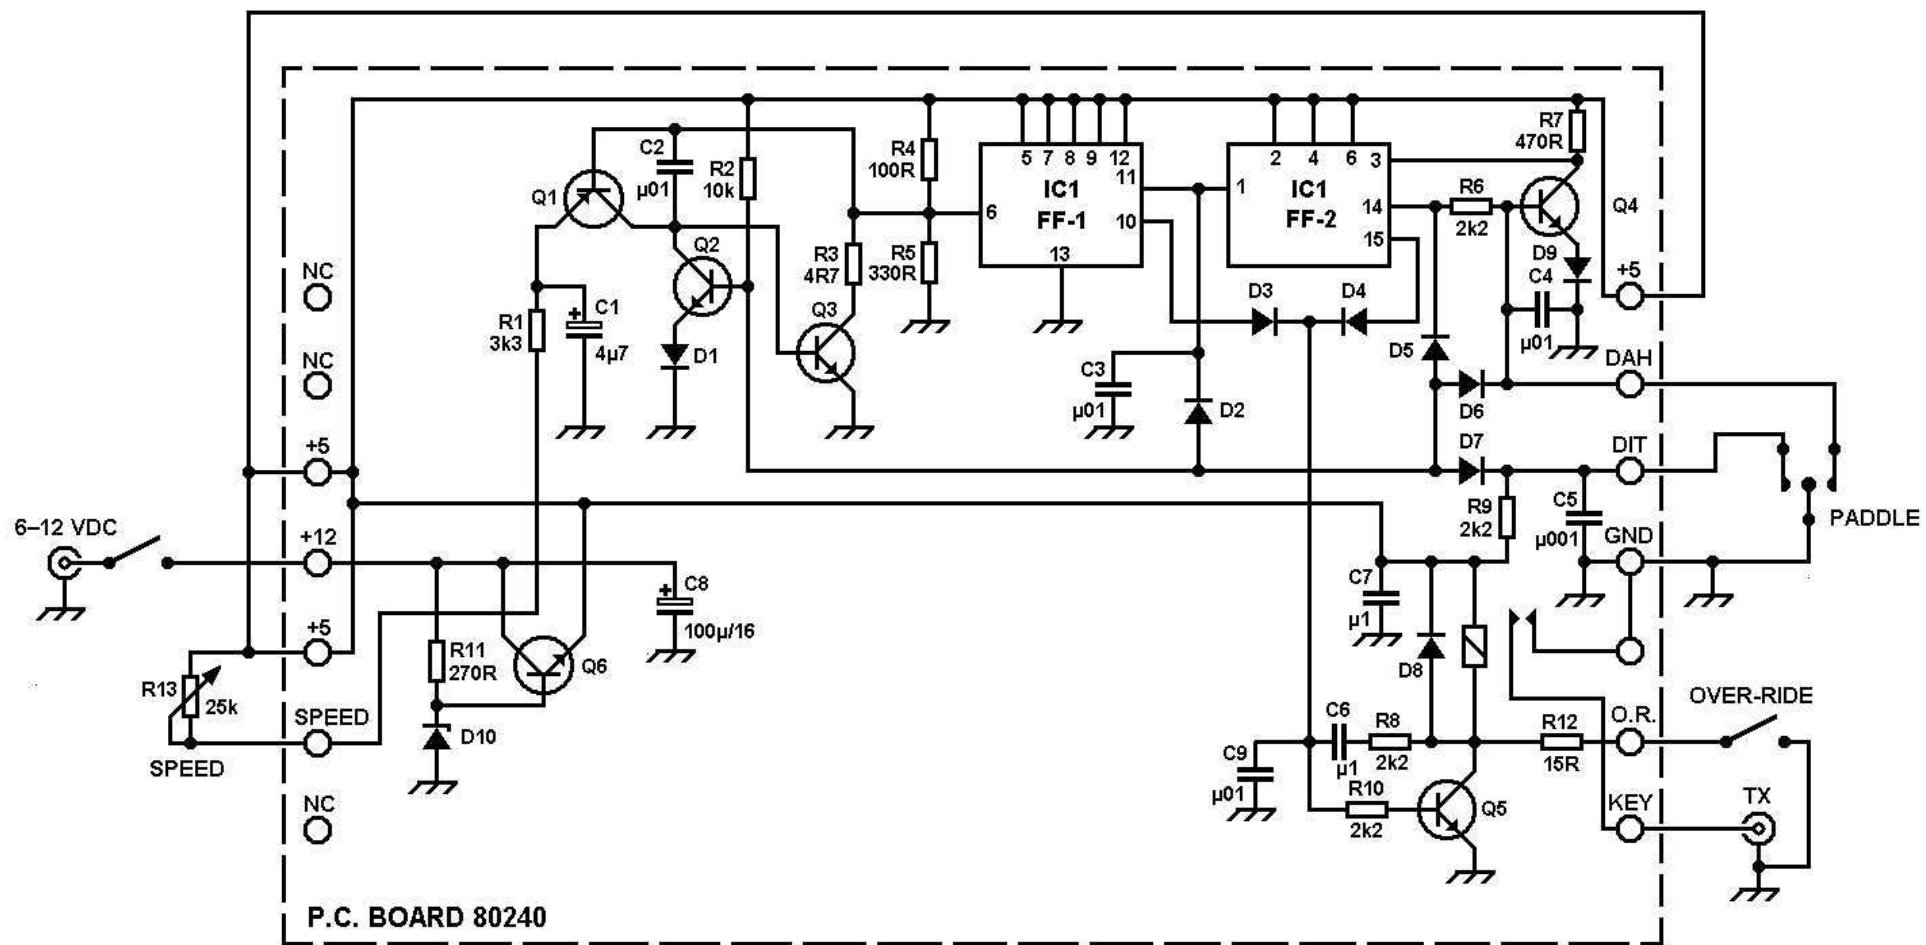 R7
470R
C2
µ01
R2
10k
R4
100R
5 7 8 9 12
11
IC1
FF-1
6
10
13
2 4 6
3
1
IC1
FF-2
14
15
R6
2k2
Q4
Q1
Q2
R3
4R7
R5
330R
D9
C4
µ01
+5
NC
R1
3k3
C1
+
4µ7
D1
Q3
D3
D4
D5
DAH
NC
C3
µ01
D2
D6
D7
DIT
+5
R9
2k2
C5
µ001
PADDLE
6–12 VDC
+12
GND
C8
+
100µ/16
C7
µ1
+5
R11
270R
Q6
D8
R13
25k
SPEED
D10
SPEED
OVER-RIDE
O.R.
C6
µ1
R8
2k2
R12
15R
C9
µ01
R10
2k2
Q5
NC
KEY
TX
P.C. BOARD 80240